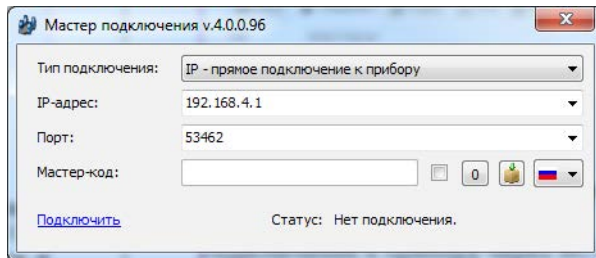 Мастер подключения v.4.0.0.96
Тип подключения: IP - прямое подключение к прибору
IP-адрес: 192.168.4.1
Порт: 53462
Мастер-код: 0
Подключить Статус: Нет подключения.